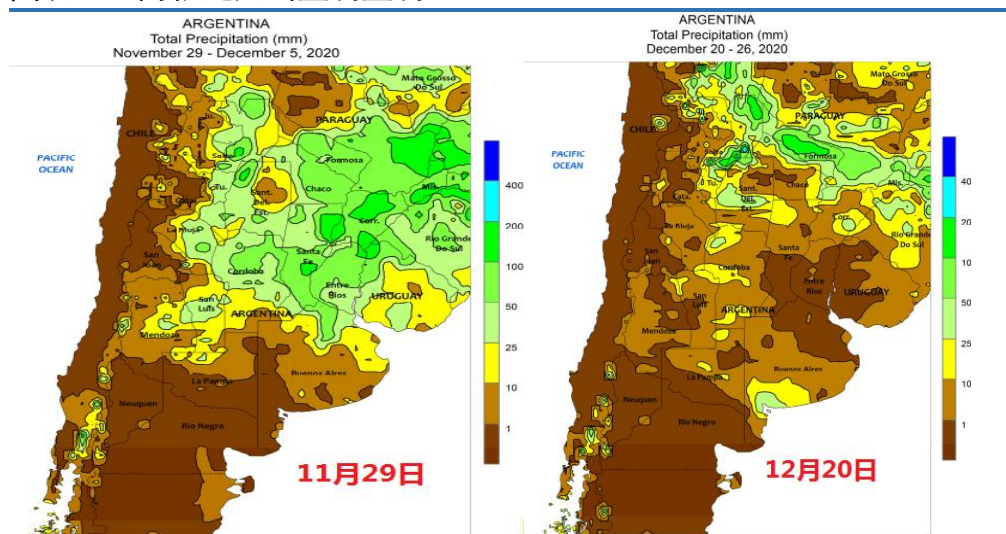 ARGENTINA
Total Precipitation (mm)
November 29 - December 5, 2020
Mato Grosso
Do Sul
PARAGUAY
CHILE
Ju.
PACIFIC
OCEAN
Salta
Formosa
Tu.
Chaco
Mis.
Sant.
Del
Est.
Cata.
Corr.
La Rioja
Santa
Fe
Rio Grande
Do Sul
San
Juan
Cordoba
Entre
Rios
San
Luis
URUGUAY
ARGENTINA
Mendoza
Buenos Aires
La Pampa
Neuquen
Rio Negro
11月29日
400
200
100
50
25
10
1
ARGENTINA
Total Precipitation (mm)
December 20 - 26, 2020
Mato Grosso
Do Sul
PARAGUAY
CHILE
PACIFIC
OCEAN
Salta
Formosa
Tu.
Chaco
Mis.
Sant.
Del
Est.
Cata.
Corr.
La Rioja
Santa
Fe
Rio Grande
Do Sul
San
Juan
Cordoba
Entre
Rios
San
Luis
URUGUAY
ARGENTINA
Mendoza
Buenos Aires
La Pampa
Neuquen
Rio Negro
12月20日
40
20
10
50
25
10
1